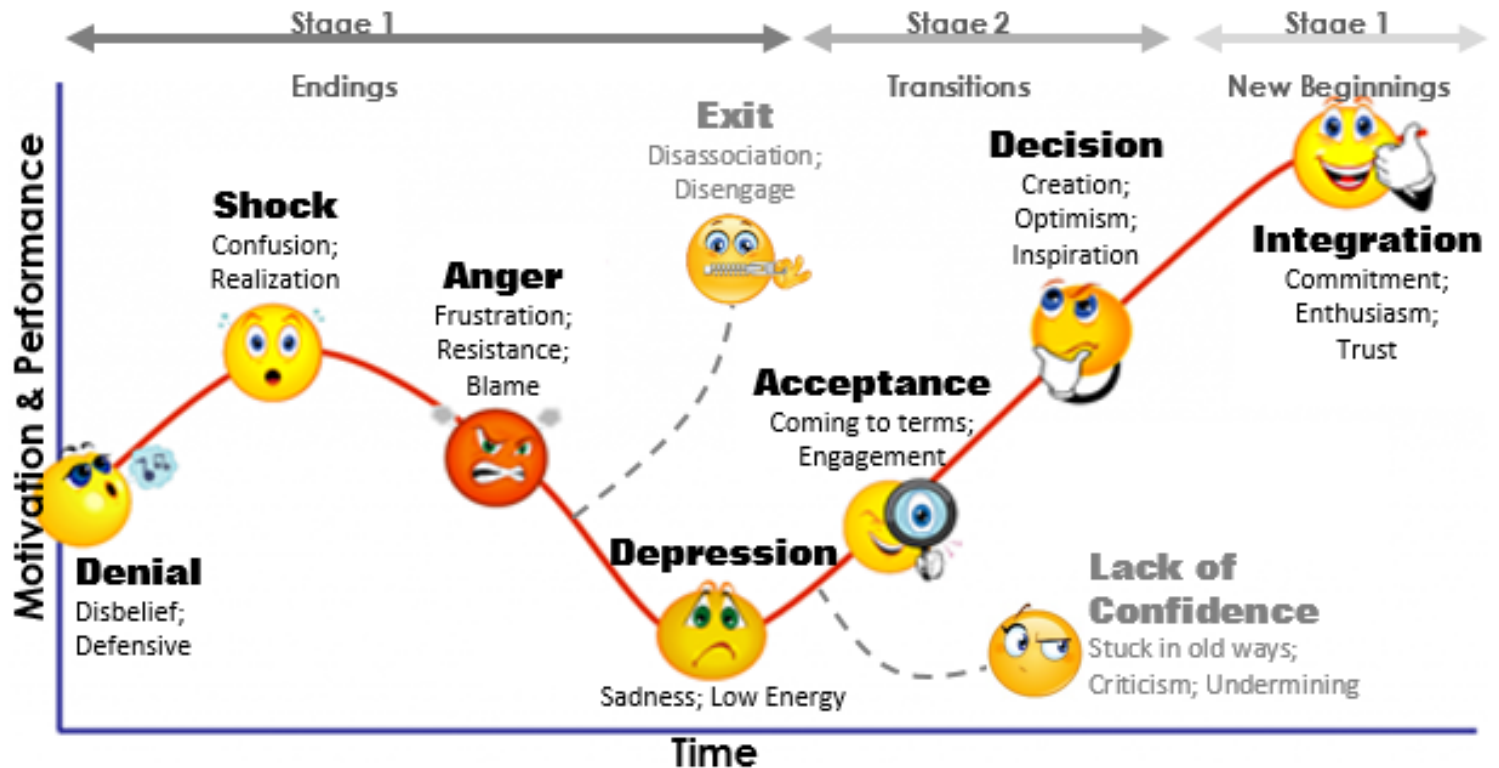 Stage 1
Stage 2
Stage 1
Endings
Transitions
New Beginnings
Motivation & Performance
Exit
Disassociation;
Disengage
Decision
Creation;
Optimism;
Inspiration
Shock
Confusion;
Realization
Anger
Frustration;
Resistance;
Blame
Integration
Commitment;
Enthusiasm;
Trust
Acceptance
Coming to terms;
Engagement
Depression
Sadness; Low Energy
Denial
Disbelief;
Defensive
Lack of
Confidence
Stuck in old ways;
Criticism; Undermining
Time